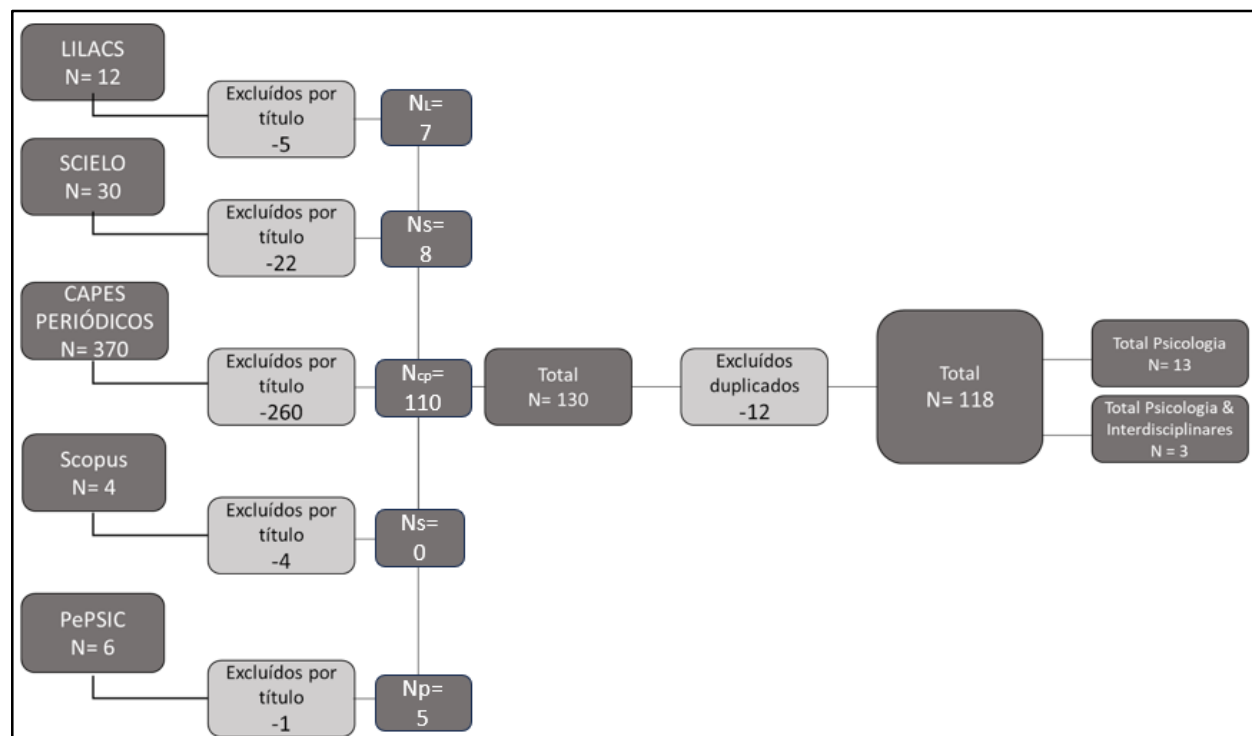 LILACS
N= 12
Excluídos por
título
-5
NL=
7
SCIELO
N= 30
Excluídos por
título
-22
Ns=
8
CAPES
PERIÓDICOS
N= 370
Excluídos por
título
-260
Ncp=
110
Total
N= 130
Excluídos
duplicados
-12
Total
N= 118
Total Psicologia
N= 13
Total Psicologia &
Interdisciplinares
N = 3
Scopus
N= 4
Excluídos por
título
-4
Ns=
0
PePSIC
N= 6
Excluídos por
título
-1
Np=
5